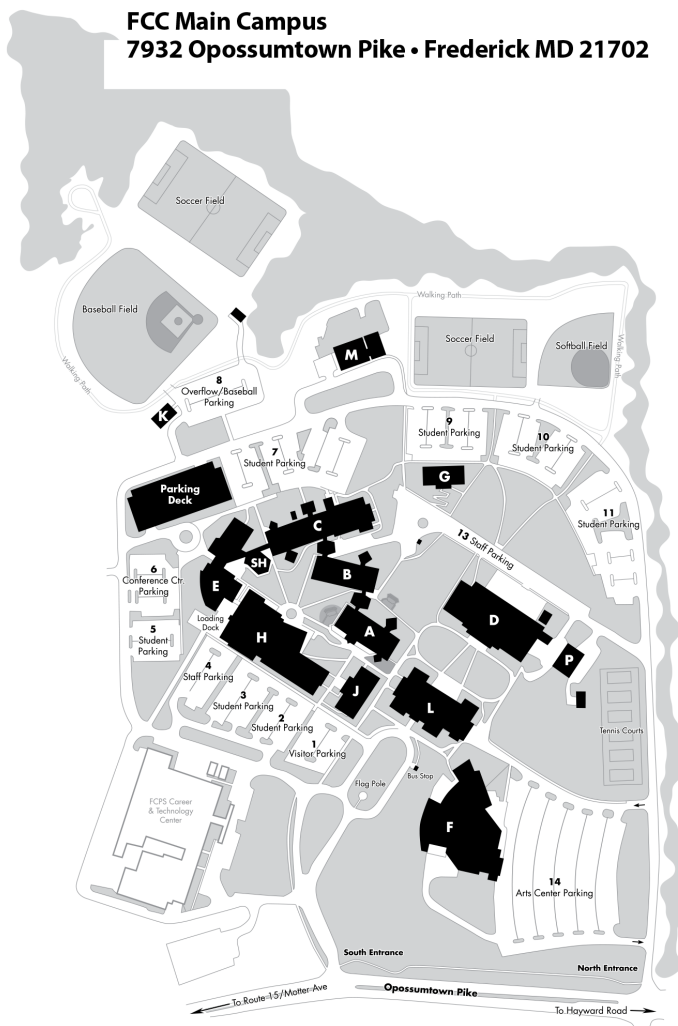 FCC Main Campus
7932 Opossumtown Pike • Frederick MD 21702
Soccer Field
Baseball Field
Walking Path
Walking Path
Soccer Field
Softball Field
Walking Path
M
8
Overflow/Baseball
Parking
K
9
Student Parking
10
Student Parking
7
Student Parking
G
Parking
Deck
11
Student Parking
C
13 Staff Parking
SH
B
6
Conference Ctr.
Parking
E
Loading
Dock
D
5
Student
Parking
H
A
P
4
Staff Parking
J
3
Student Parking
L
2
Student Parking
1
Visitor Parking
Tennis Courts
Bus Stop
Flag Pole
FCPS Career
& Technology
Center
F
14
Arts Center Parking
South Entrance
North Entrance
To Route 15/Motter Ave
Opossumtown Pike
To Hayward Road